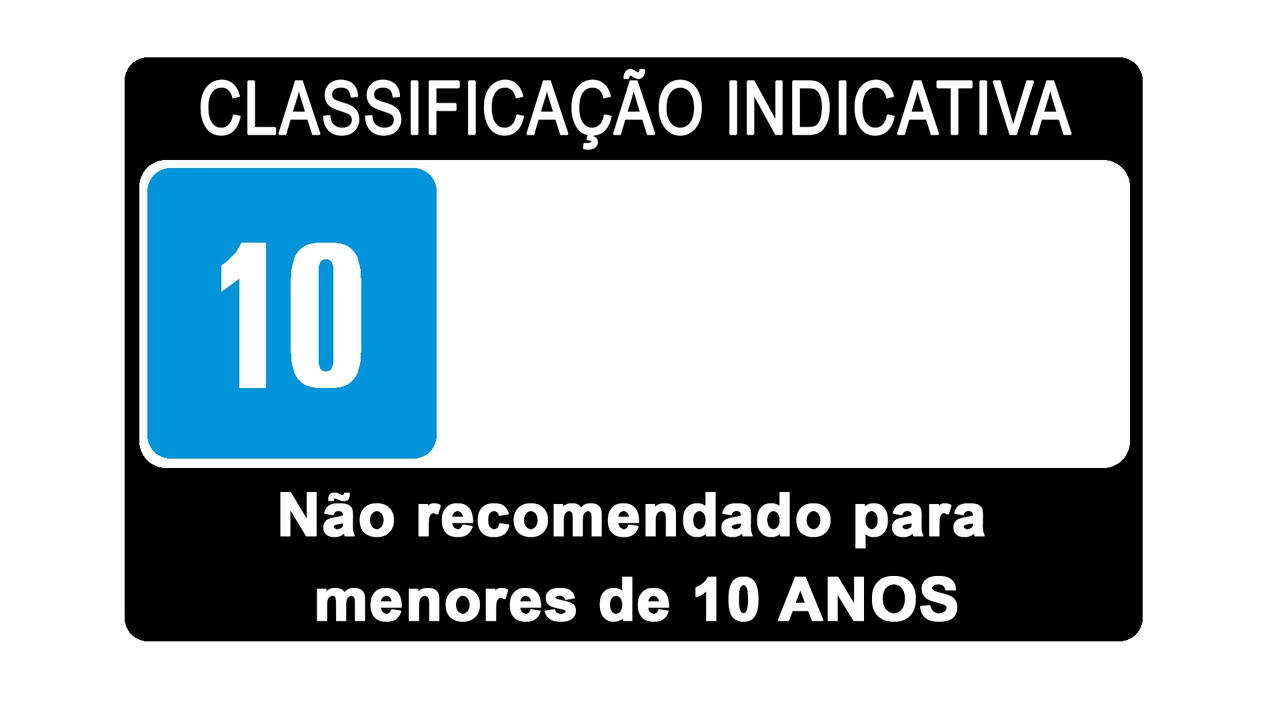 CLASSIFICAÇÃO INDICATIVA
10
Não recomendado para
menores de 10 ANOS